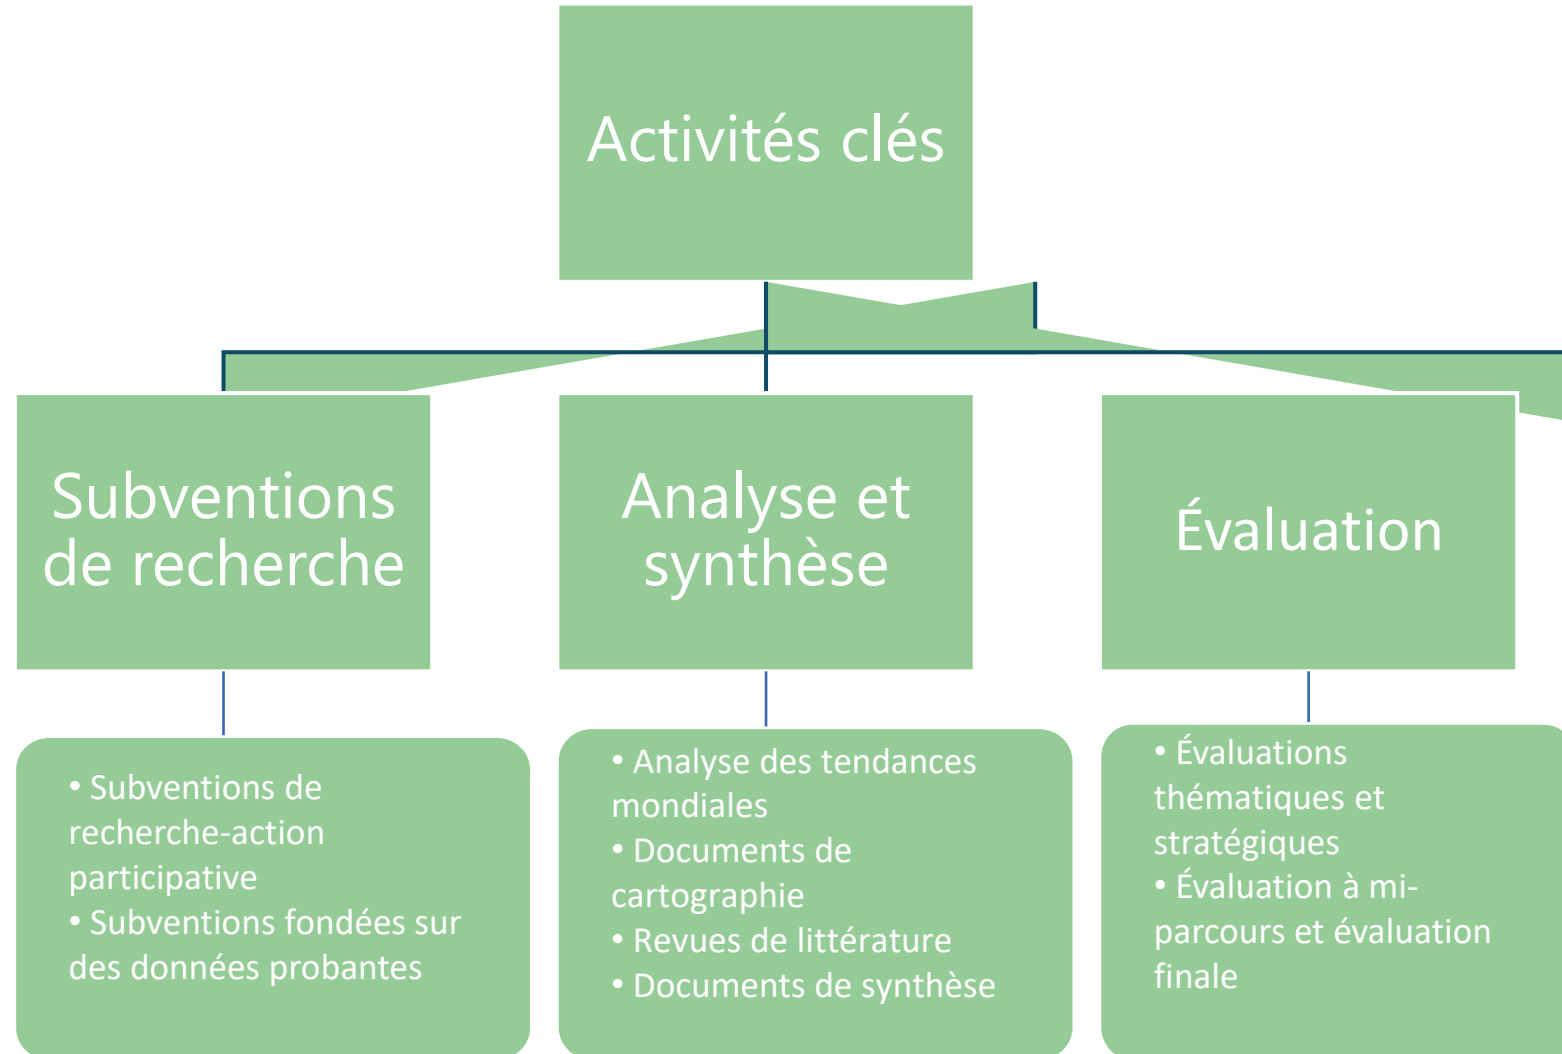 Activités clés
Subventions
de recherche
Analyse et
synthèse
Évaluation
• Subventions de
recherche-action
participative
• Subventions fondées sur
des données probantes
• Analyse des tendances
mondiales
• Documents de
cartographie
• Revues de littérature
• Documents de synthèse
• Évaluations
thématiques et
stratégiques
• Évaluation à mi-
parcours et évaluation
finale